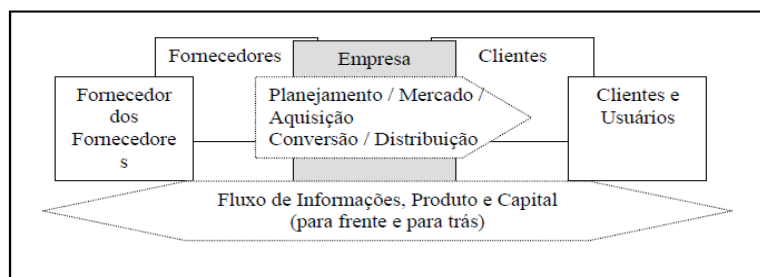 Fornecedores
Empresa
Clientes
Fornecedor
dos
Fornecedore
s
Planejamento / Mercado /
Aquisição
Conversão / Distribuição
Clientes e
Usuários
Fluxo de Informações, Produto e Capital
(para frente e para trás)